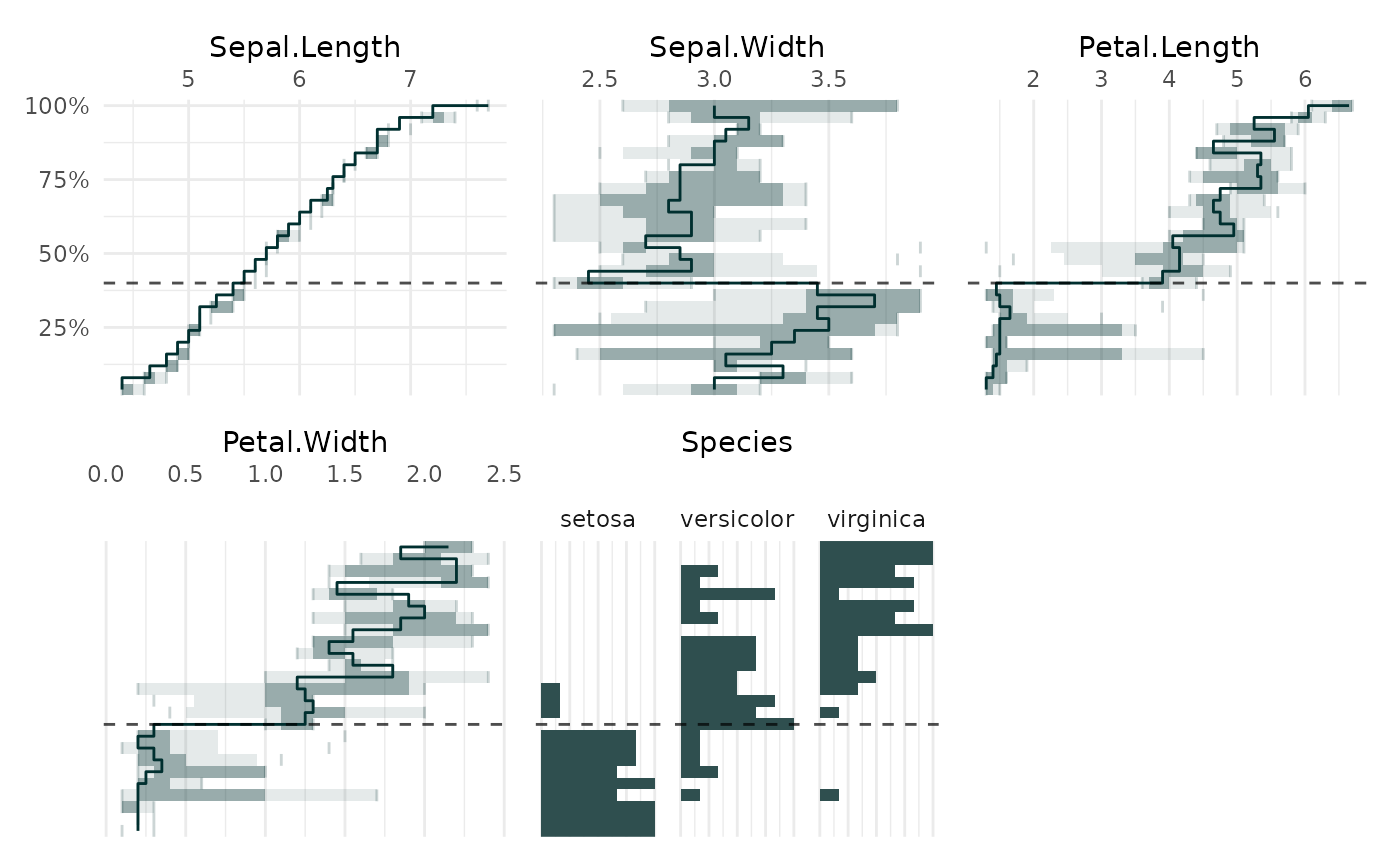 Sepal.Length Sepal.Width Petal.Length
5 6 7 2.5 3.0 3.5 2 3 4 5 6
100%
75%
50%
25%
Petal.Width Species
0.0 0.5 1.0 1.5 2.0 2.5
setosa versicolor virginica